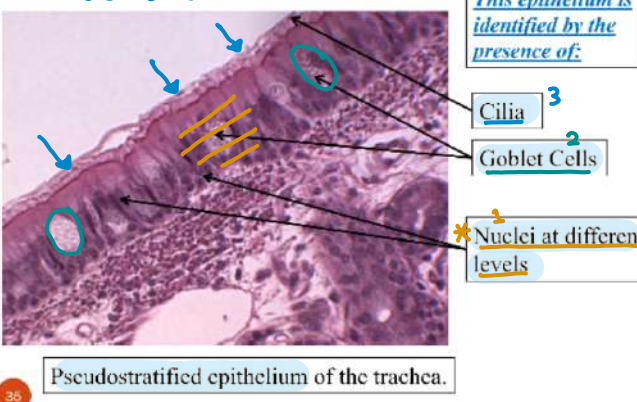 This epithelium is
identified by the
presence of:
Cilia 3
Goblet Cells 2
* 1
Nuclei at differen
levels
Pseudostratified epithelium of the trachea.
36